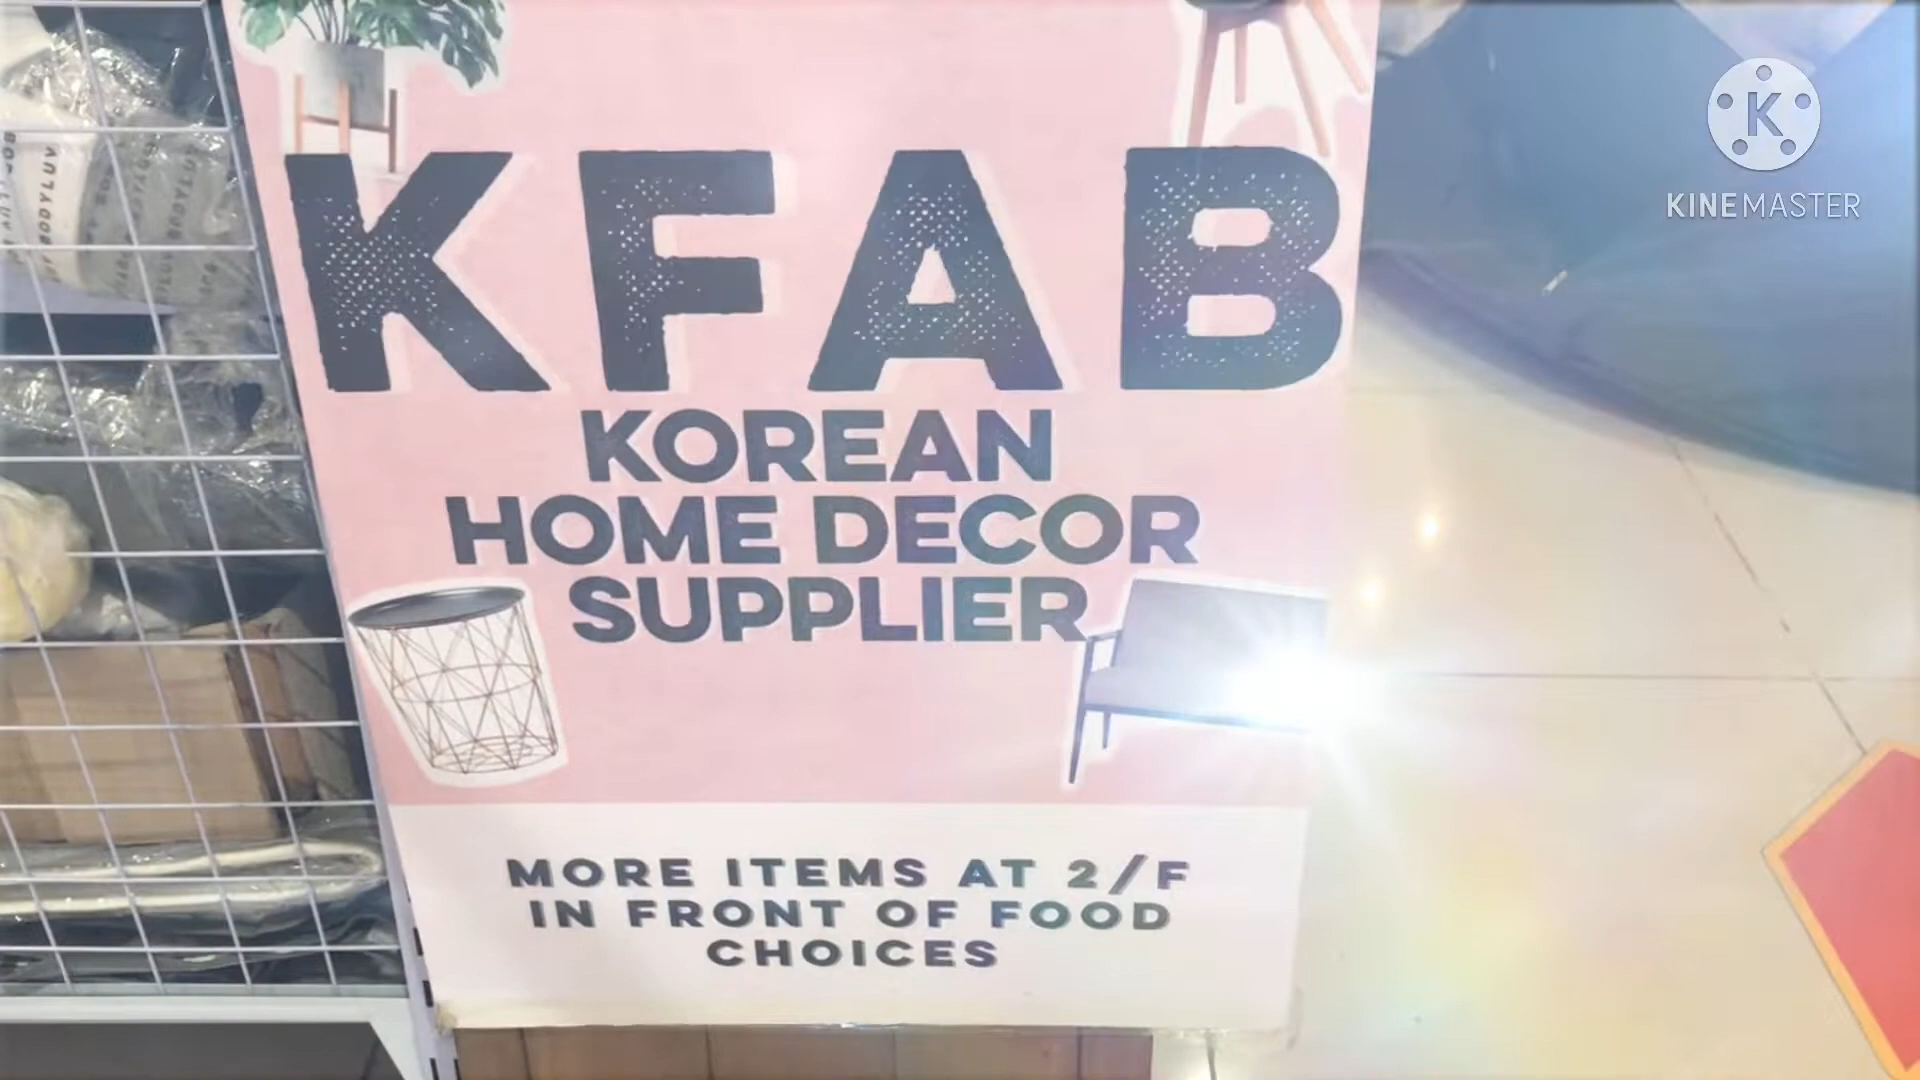 KFAB
KOREAN
HOME DECOR
SUPPLIER
MORE ITEMS AT 2/F
IN FRONT OF FOOD
CHOICES
K
KINEMASTER